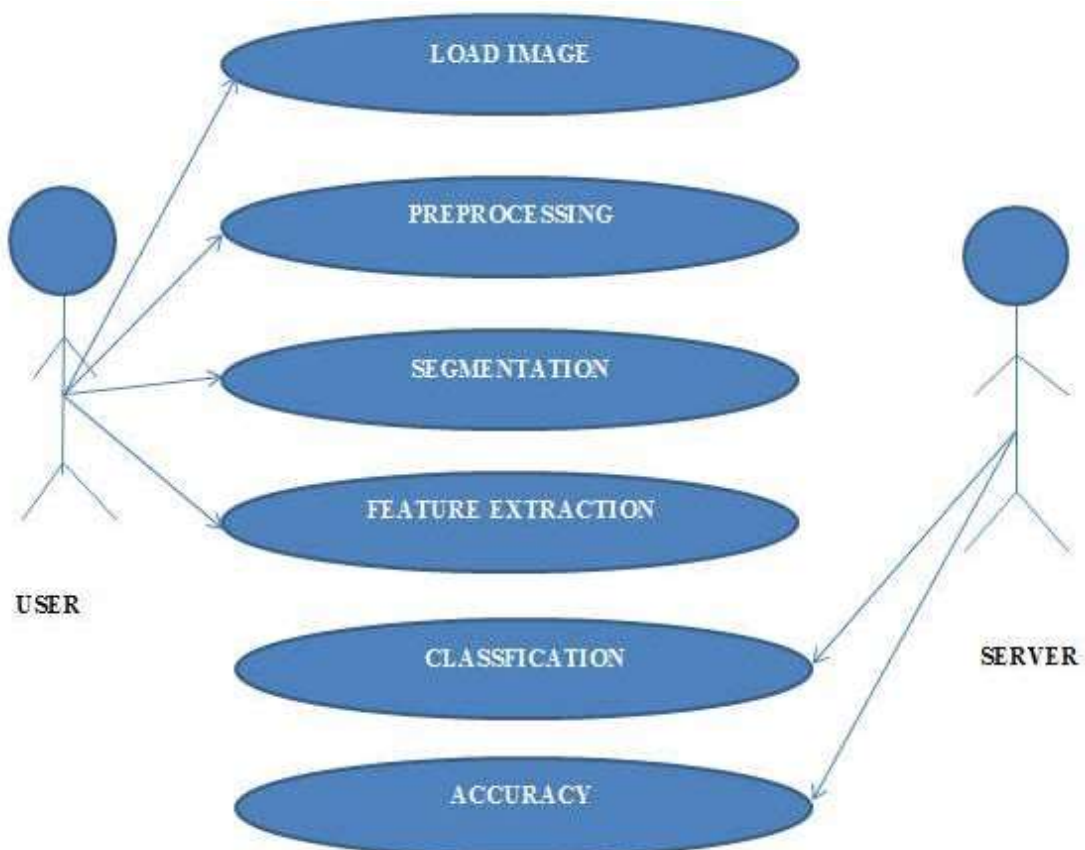 LOAD IMAGE
PREPROCESSING
SEGMENTATION
FEATURE EXTRACTION
USER
CLASSFICATION
SERVER
ACCURACY